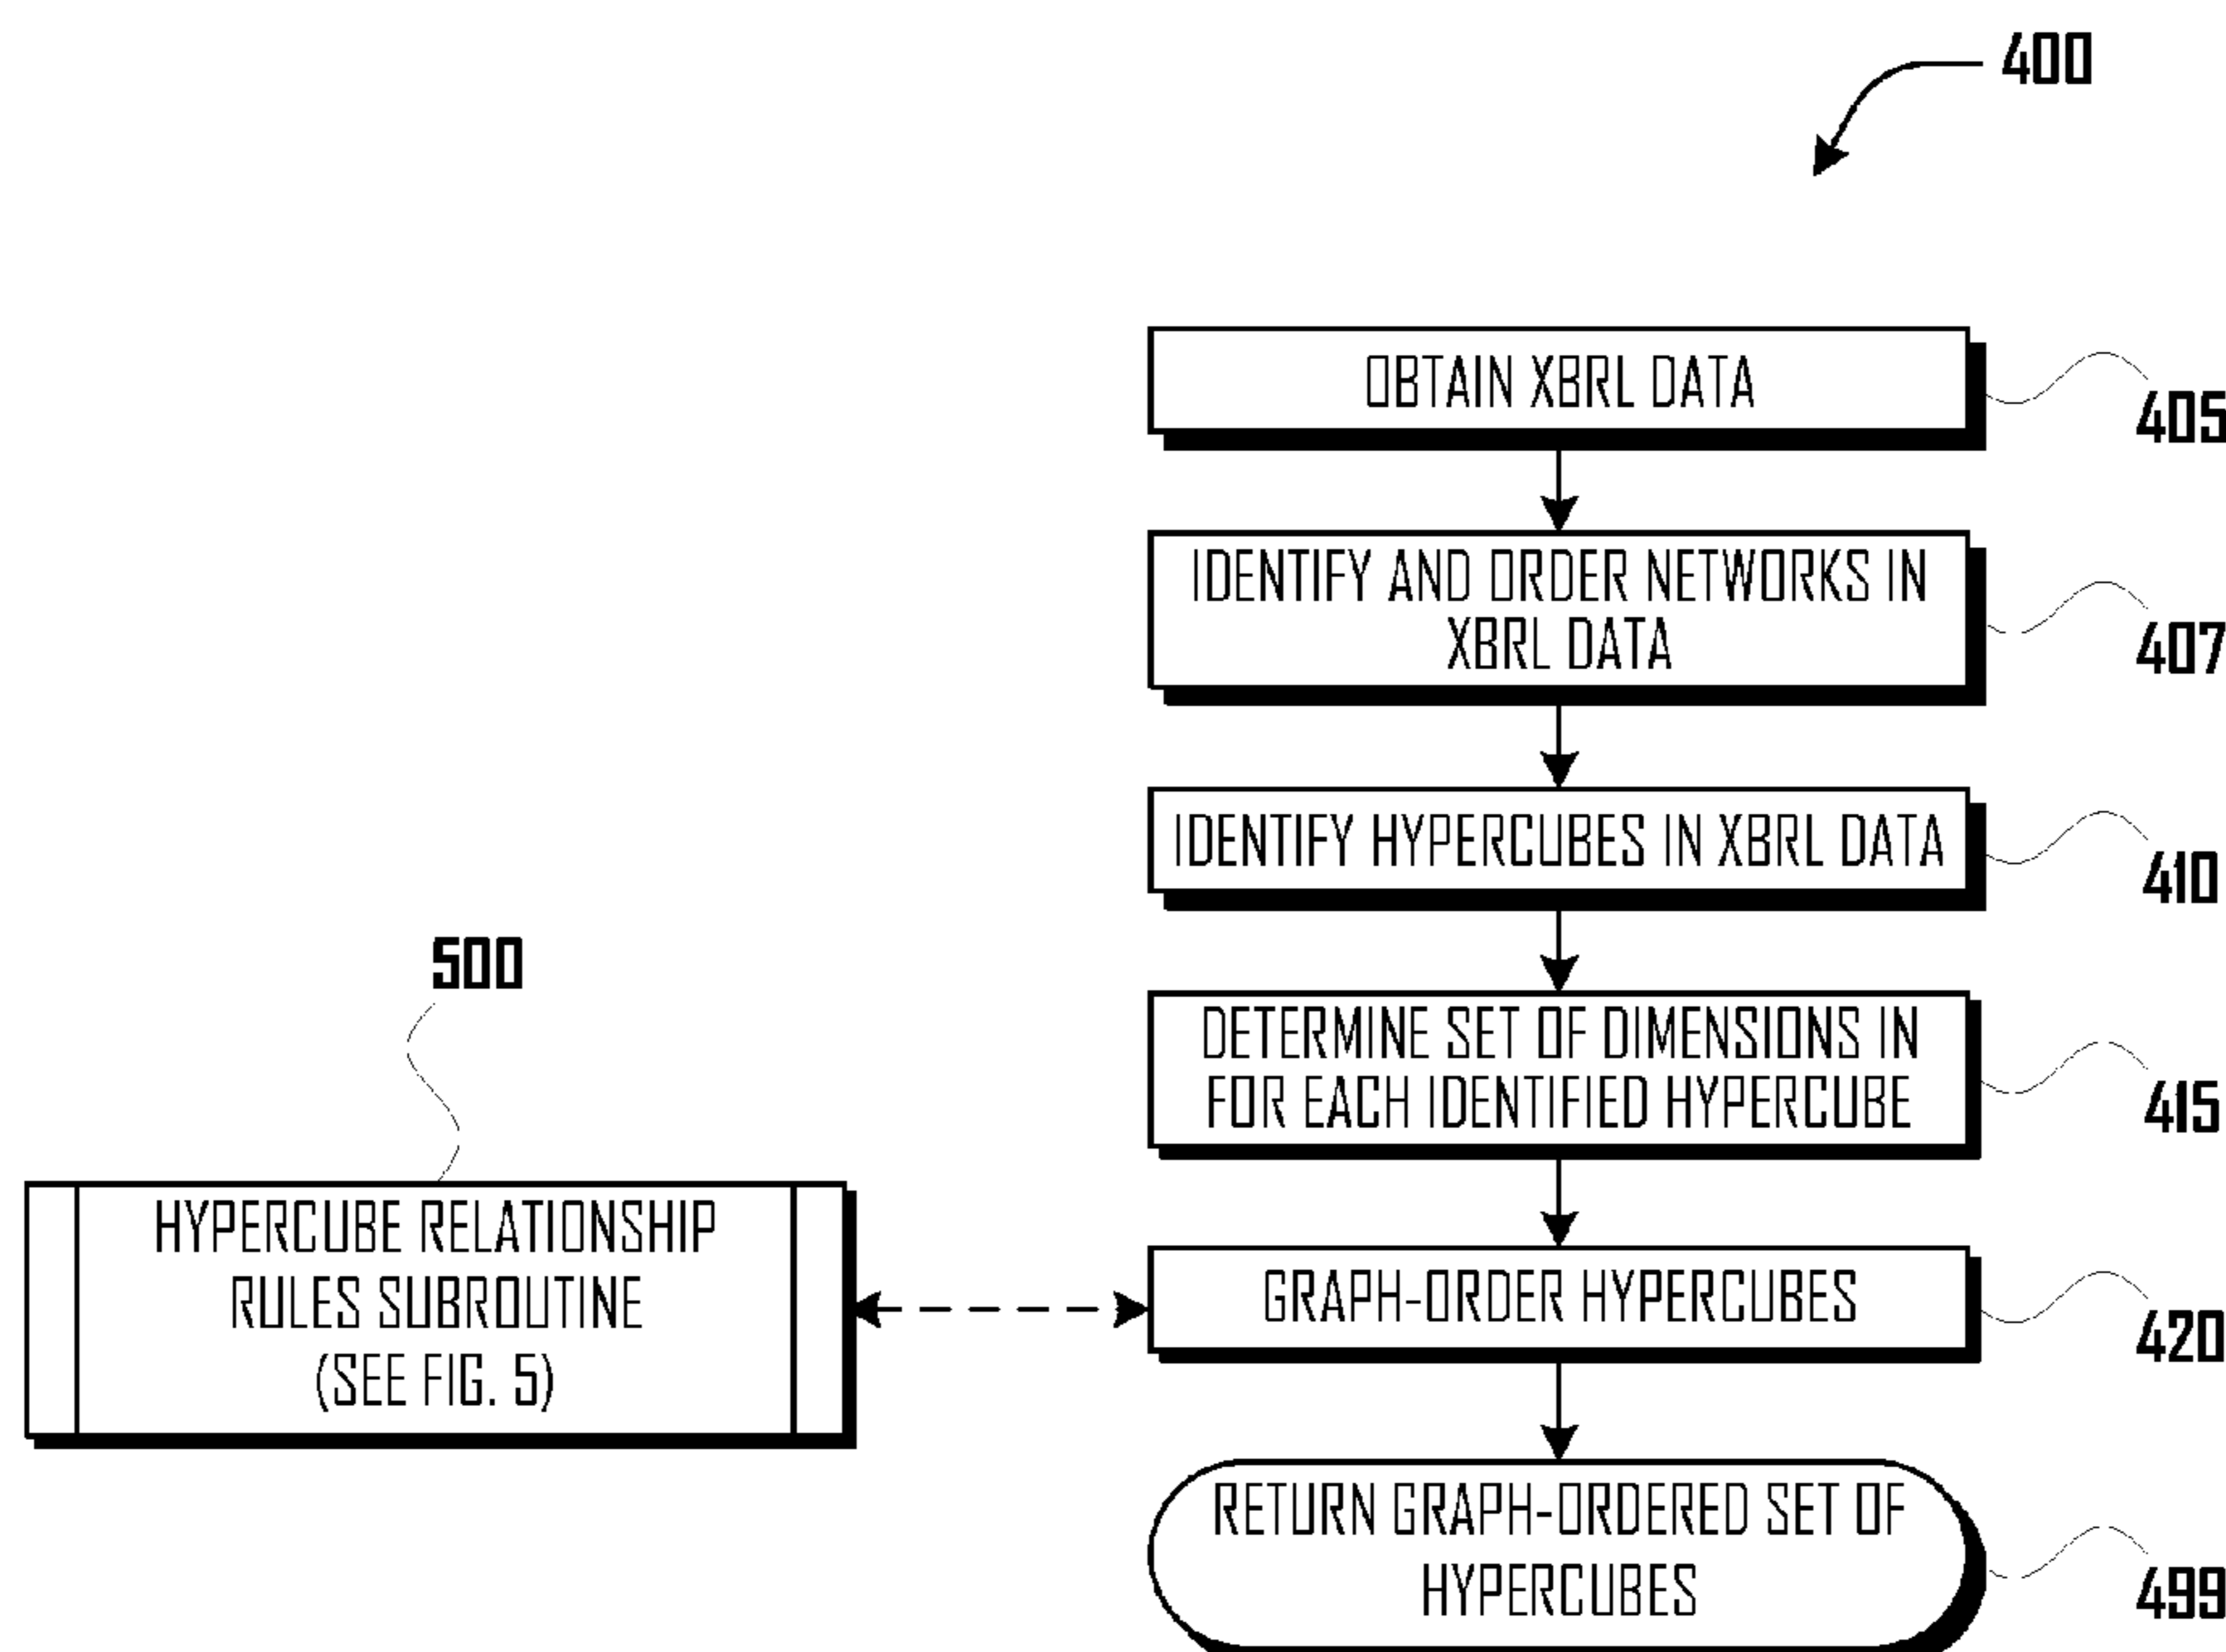 400
OBTAIN XBRL DATA
405
IDENTIFY AND ORDER NETWORKS IN
XBRL DATA
407
IDENTIFY HYPERCUBES IN XBRL DATA
410
DETERMINE SET OF DIMENSIONS IN
FOR EACH IDENTIFIED HYPERCUBE
415
500
HYPERCUBE RELATIONSHIP
RULES SUBROUTINE
(SEE FIG. 5)
GRAPH-ORDER HYPERCUBES
420
RETURN GRAPH-ORDERED SET OF
HYPERCUBES
499